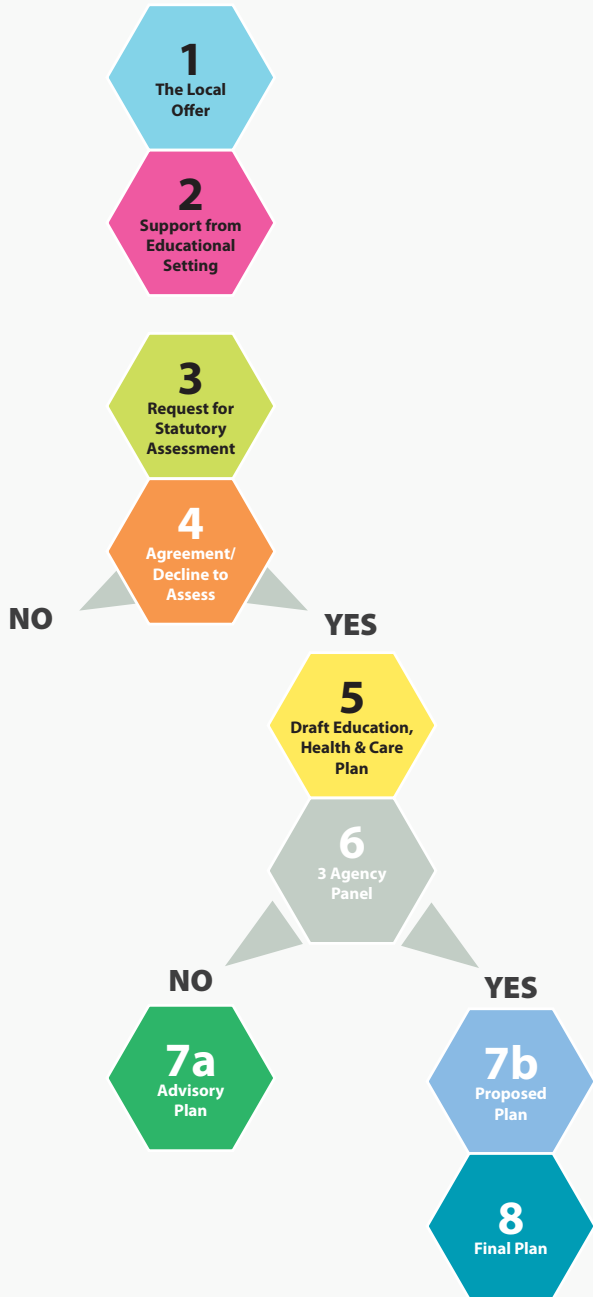 1
The Local
Offer
2
Support from
Educational
Setting
3
Request for
Statutory
Assessment
4
Agreement/
Decline to
Assess
NO
YES
5
Draft Education,
Health & Care
Plan
6
3 Agency
Panel
NO
YES
7a
Advisory
Plan
7b
Proposed
Plan
8
Final Plan